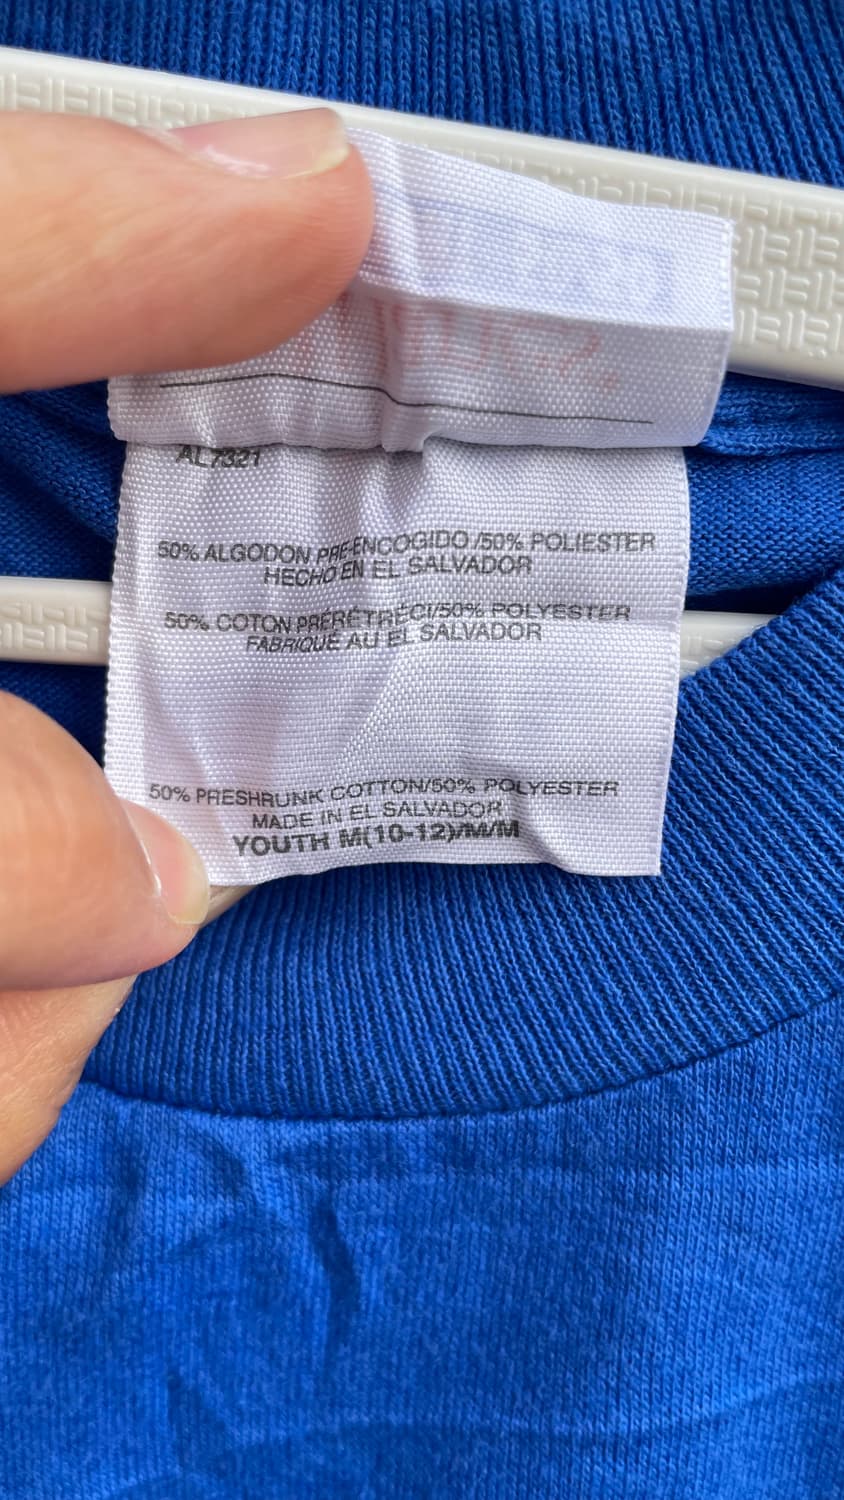 AL7321
50% ALGODON PRE-ENCOGIDO /50% POLIESTER
HECHO EN EL SALVADOR
50% COTON PRÉRÉTRÉCI/50% POLYESTER
FABRIQUÉ AU EL SALVADOR
50% PRESHRUNK COTTON/50% POLYESTER
MADE IN EL SALVADOR
YOUTH M(10-12)/M/M